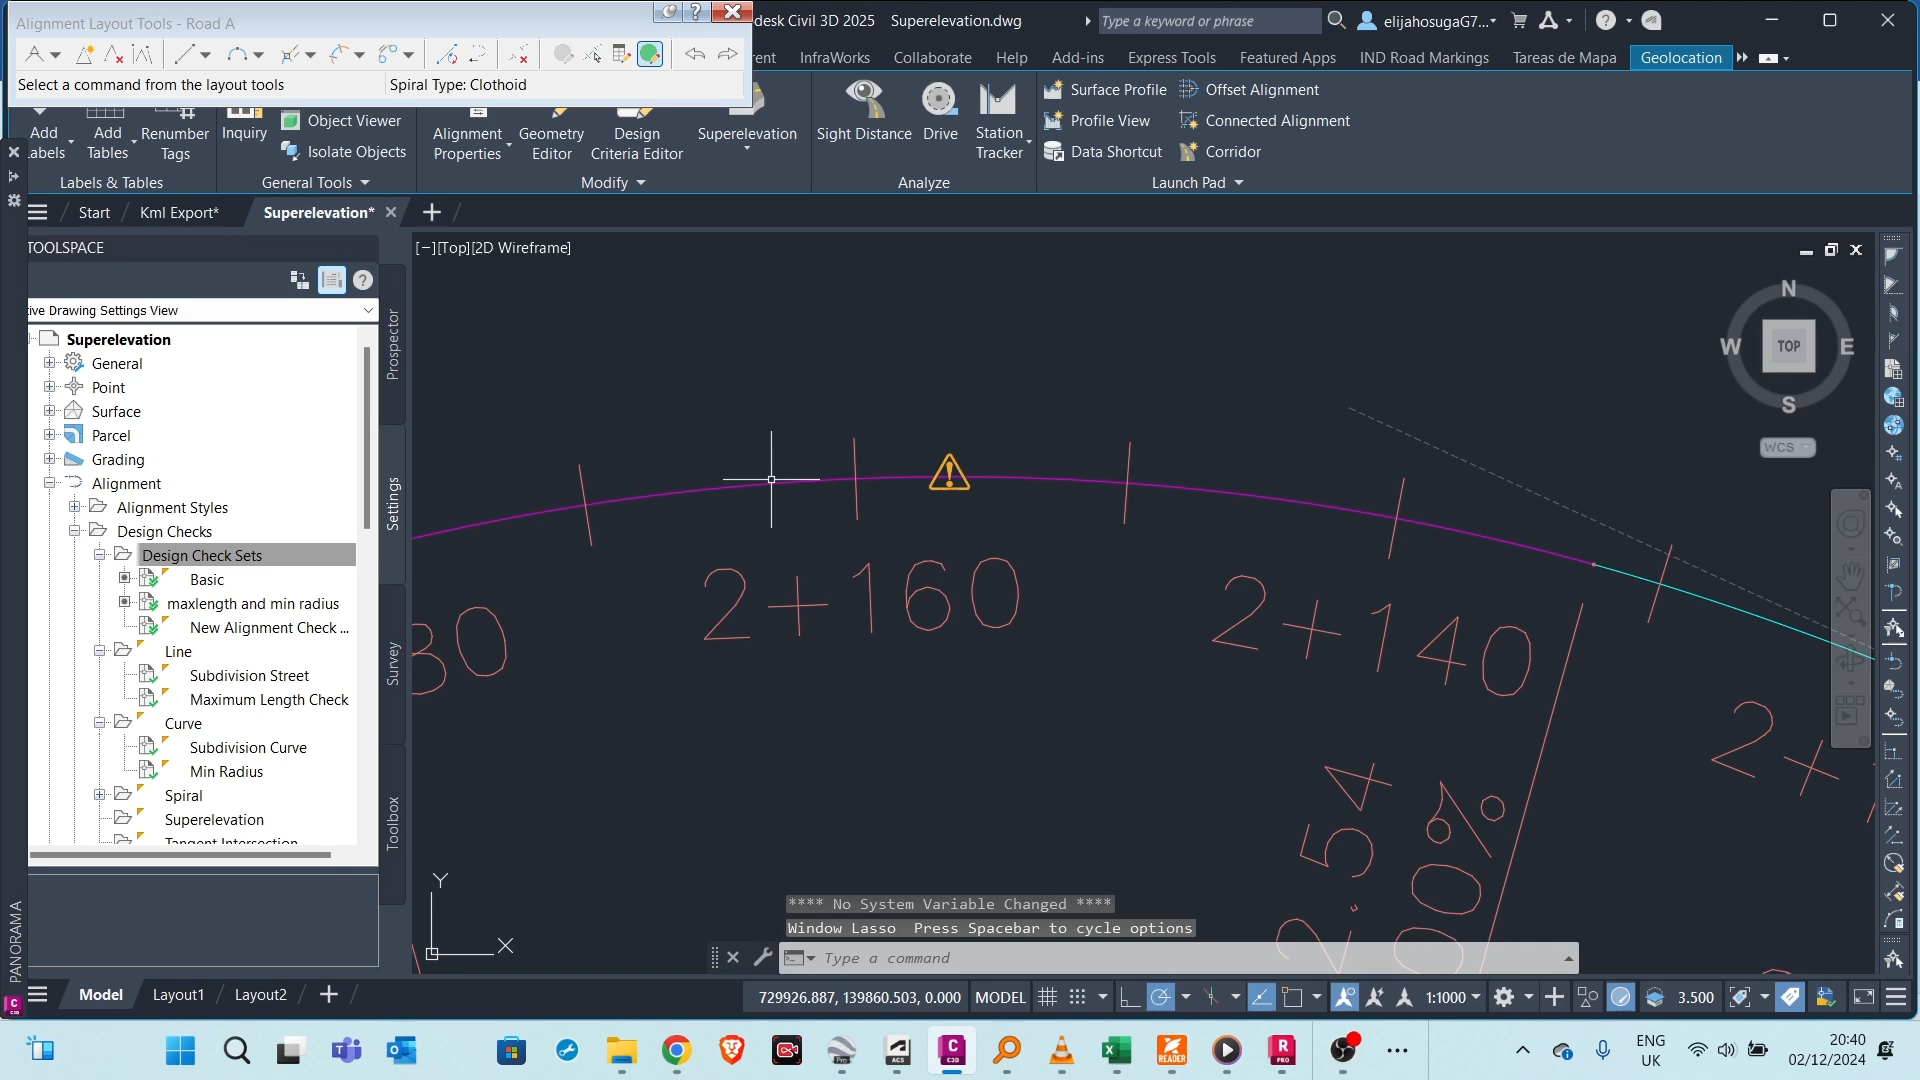 Alignment Layout Tools - Road A
desk Civil 3D 2025 Superelevation.dwg
Type a keyword or phrase
elijahosugaG7...
InfraWorks Collaborate Help Add-ins Express Tools Featured Apps IND Road Markings Tareas de Mapa Geolocation
Select a command from the layout tools
Spiral Type: Clothoid
Add Labels
Add Tables
Renumber Tags
Inquiry
Object Viewer
Isolate Objects
Alignment Properties
Geometry Editor
Design Criteria Editor
Superelevation
Sight Distance
Drive
Station Tracker
Surface Profile
Offset Alignment
Profile View
Connected Alignment
Data Shortcut
Corridor
Labels & Tables
General Tools
Modify
Analyze
Launch Pad
Start
Kml Export*
Superelevation*
TOOLSPACE
[−][Top][2D Wireframe]
tive Drawing Settings View
Superelevation
General
Point
Surface
Parcel
Grading
Alignment
Alignment Styles
Design Checks
Design Check Sets
Basic
maxlength and min radius
New Alignment Check ...
Line
Subdivision Street
Maximum Length Check
Curve
Subdivision Curve
Min Radius
Spiral
Superelevation
Tangent Intersection
Prospector
Settings
Survey
Toolbox
PANORAMA
N
W TOP E
S
WCS
80
2+160
2+140
2+
Y
X
**** No System Variable Changed ****
Window Lasso  Press Spacebar to cycle options
Type a command
Model Layout1 Layout2
729926.887, 139860.503, 0.000 MODEL
1:1000
3.500
ENG
UK
20:40
02/12/2024